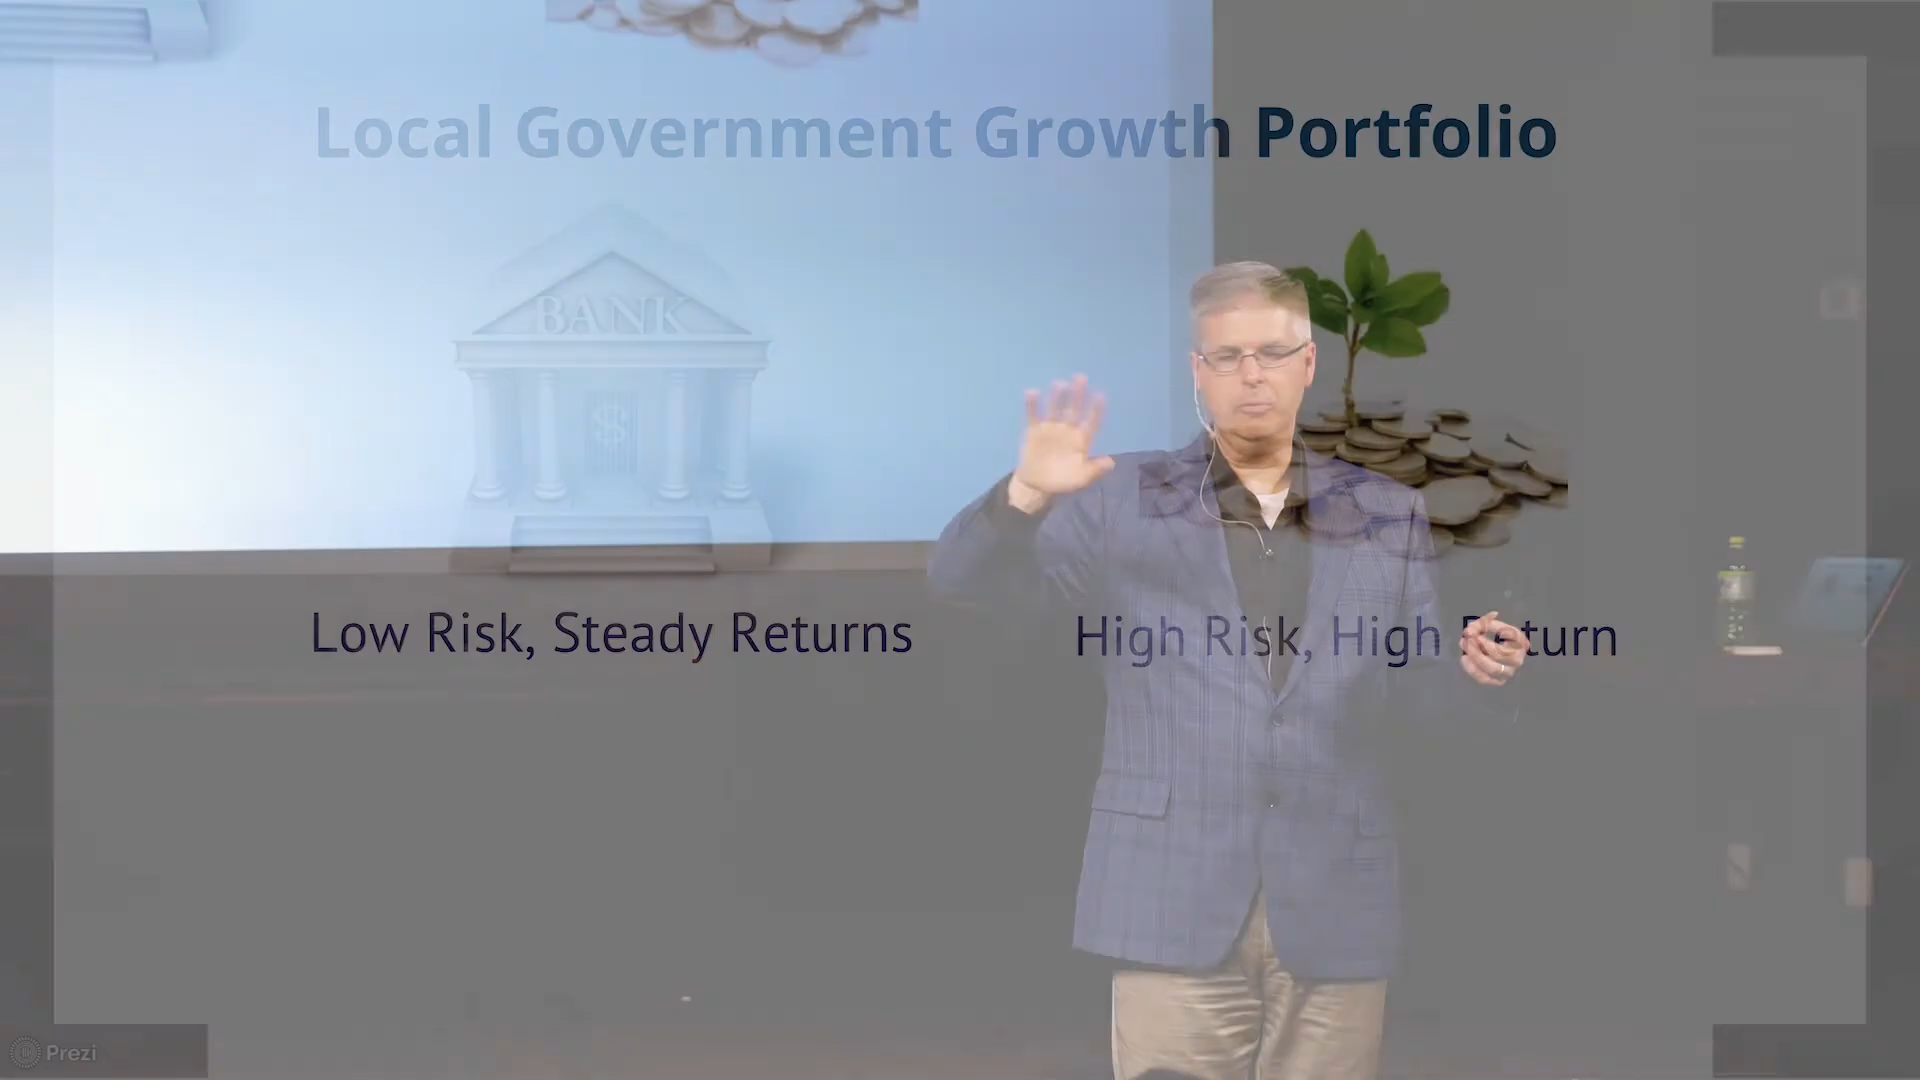 Local Government Growth Portfolio
BANK
$
Low Risk, Steady Returns
High Risk, High Return
Prezi